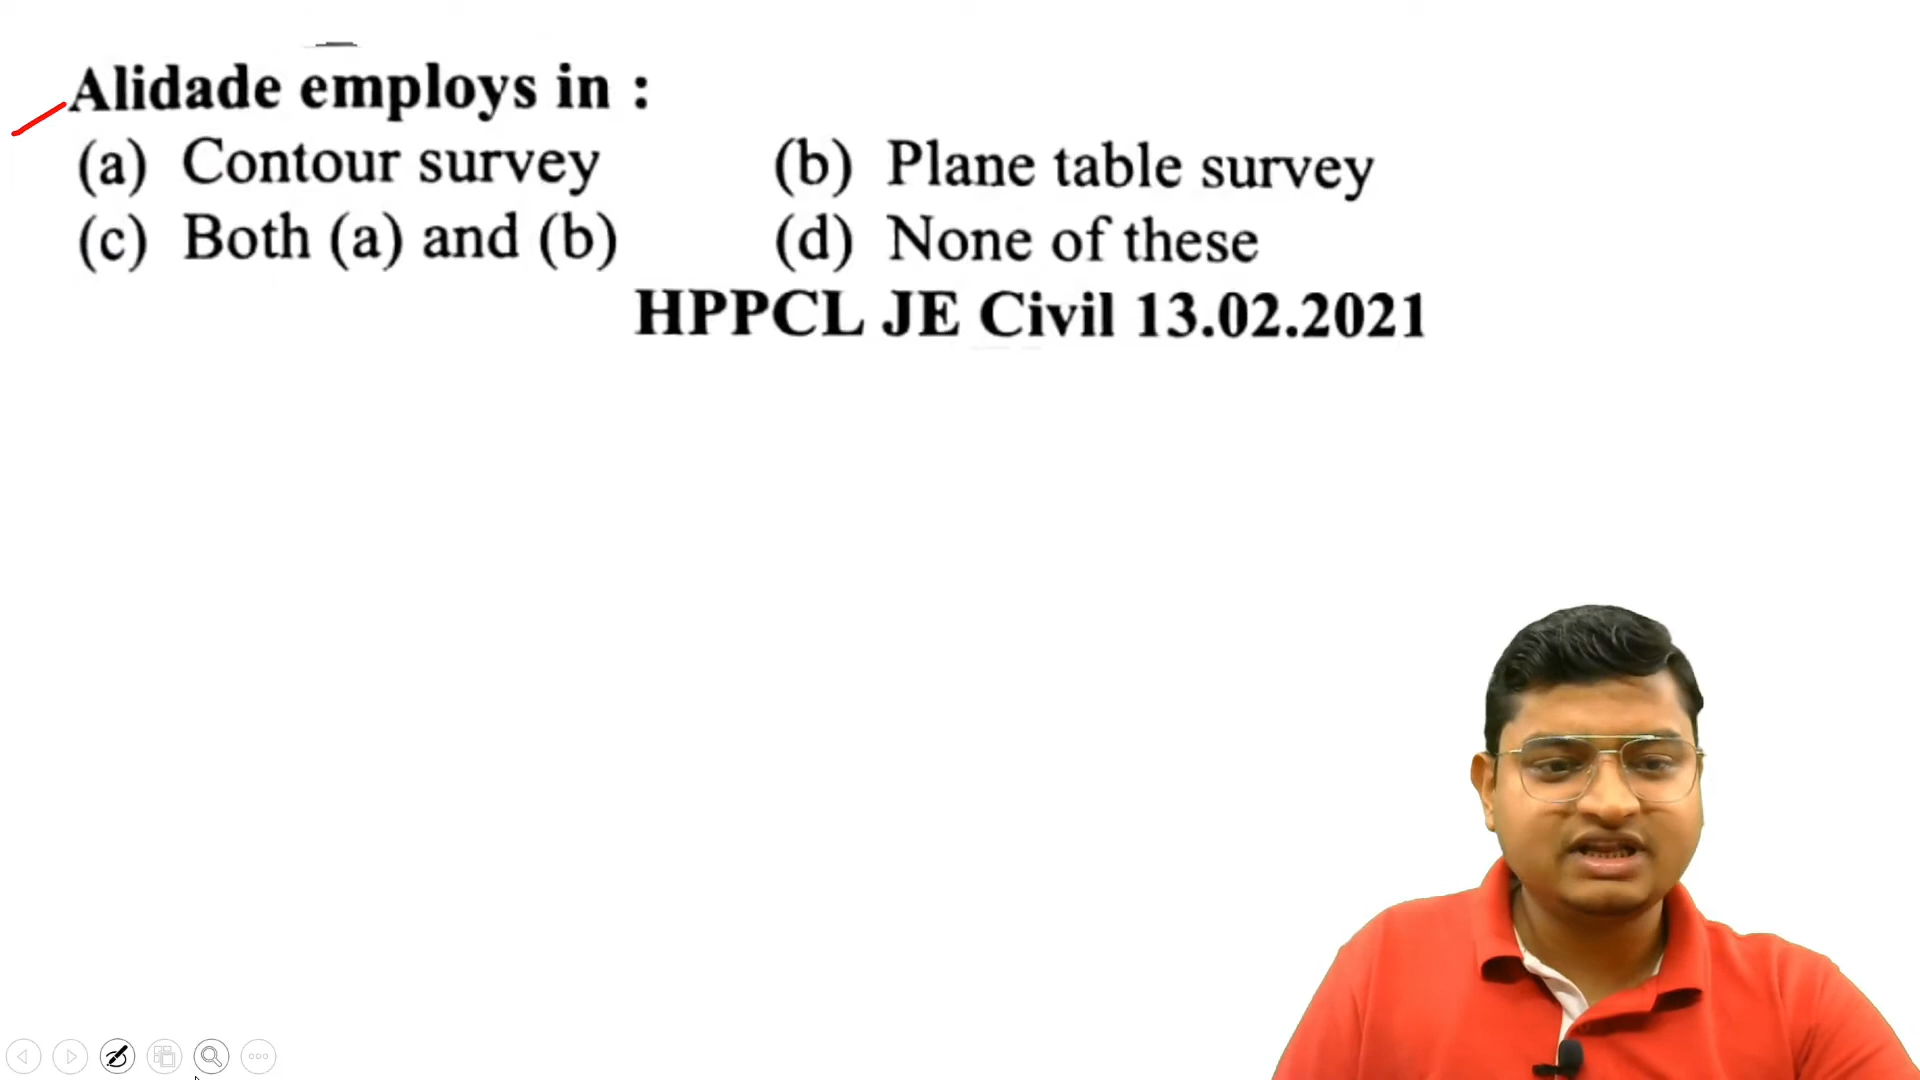 Alidade employs in :
(a) Contour survey (b) Plane table survey
(c) Both (a) and (b) (d) None of these
HPPCL JE Civil 13.02.2021